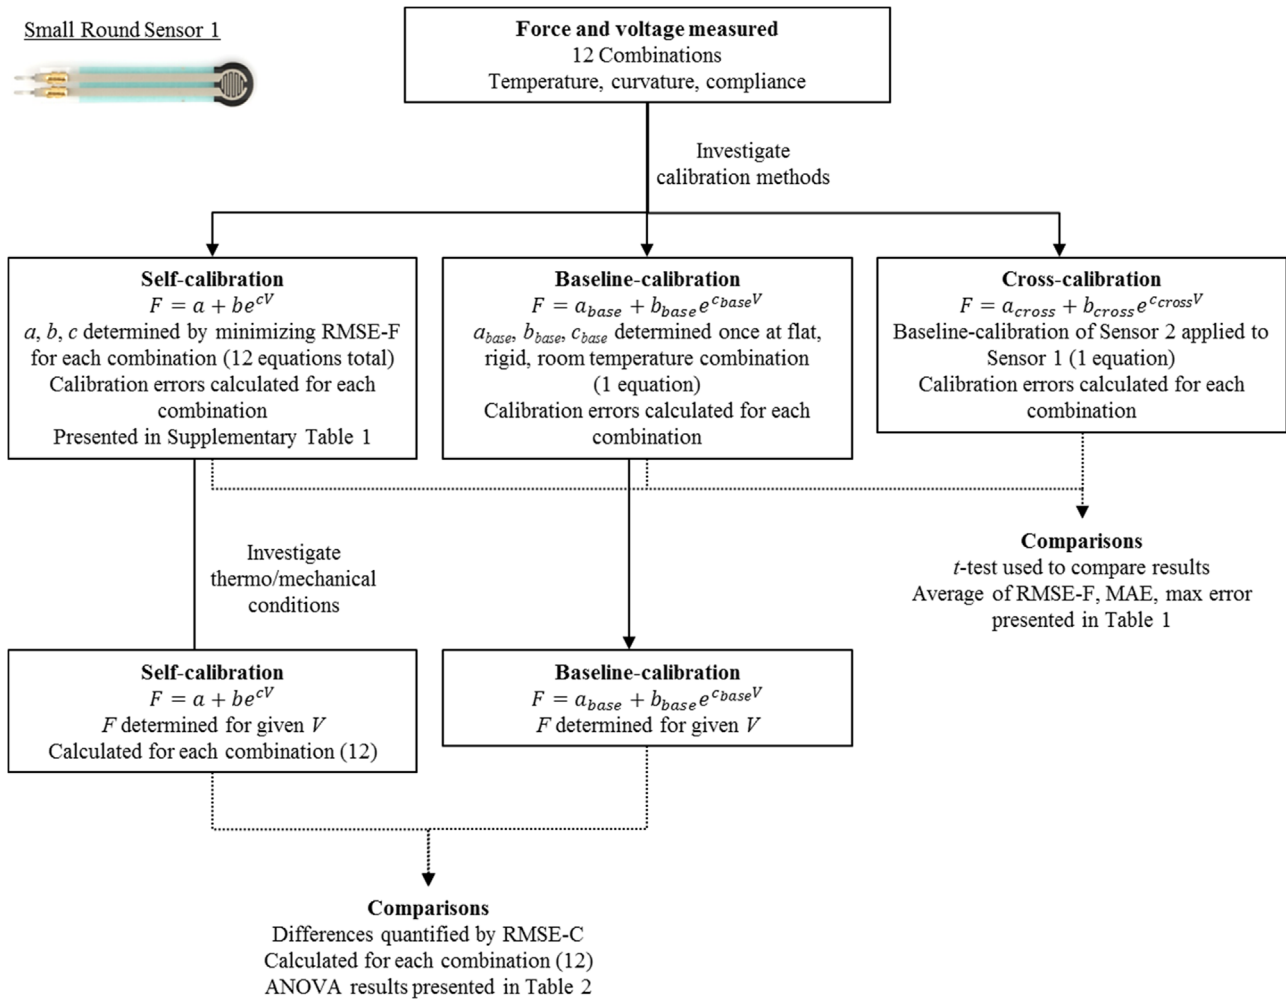 Small Round Sensor 1
Force and voltage measured
12 Combinations
Temperature, curvature, compliance
Investigate
calibration methods
Self-calibration
F = a + be^{cV}
a, b, c determined by minimizing RMSE-F
for each combination (12 equations total)
Calibration errors calculated for each
combination
Presented in Supplementary Table 1
Baseline-calibration
F = a_{base} + b_{base}e^{c_{base}V}
a_{base}, b_{base}, c_{base} determined once at flat,
rigid, room temperature combination
(1 equation)
Calibration errors calculated for each
combination
Cross-calibration
F = a_{cross} + b_{cross}e^{c_{cross}V}
Baseline-calibration of Sensor 2 applied to
Sensor 1 (1 equation)
Calibration errors calculated for each
combination
Comparisons
t-test used to compare results
Average of RMSE-F, MAE, max error
presented in Table 1
Investigate
thermo/mechanical
conditions
Self-calibration
F = a + be^{cV}
F determined for given V
Calculated for each combination (12)
Baseline-calibration
F = a_{base} + b_{base}e^{c_{base}V}
F determined for given V
Comparisons
Differences quantified by RMSE-C
Calculated for each combination (12)
ANOVA results presented in Table 2